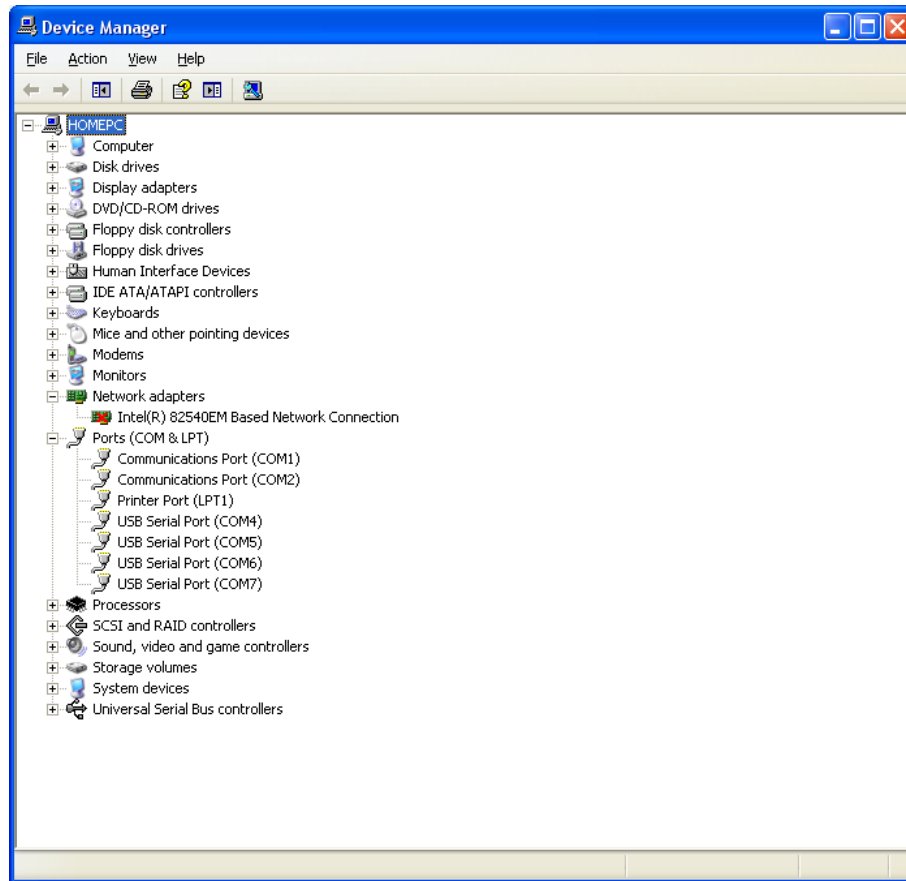 Device Manager
File Action View Help
HOMEPC
Computer
Disk drives
Display adapters
DVD/CD-ROM drives
Floppy disk controllers
Floppy disk drives
Human Interface Devices
IDE ATA/ATAPI controllers
Keyboards
Mice and other pointing devices
Modems
Monitors
Network adapters
Intel(R) 82540EM Based Network Connection
Ports (COM & LPT)
Communications Port (COM1)
Communications Port (COM2)
Printer Port (LPT1)
USB Serial Port (COM4)
USB Serial Port (COM5)
USB Serial Port (COM6)
USB Serial Port (COM7)
Processors
SCSI and RAID controllers
Sound, video and game controllers
Storage volumes
System devices
Universal Serial Bus controllers